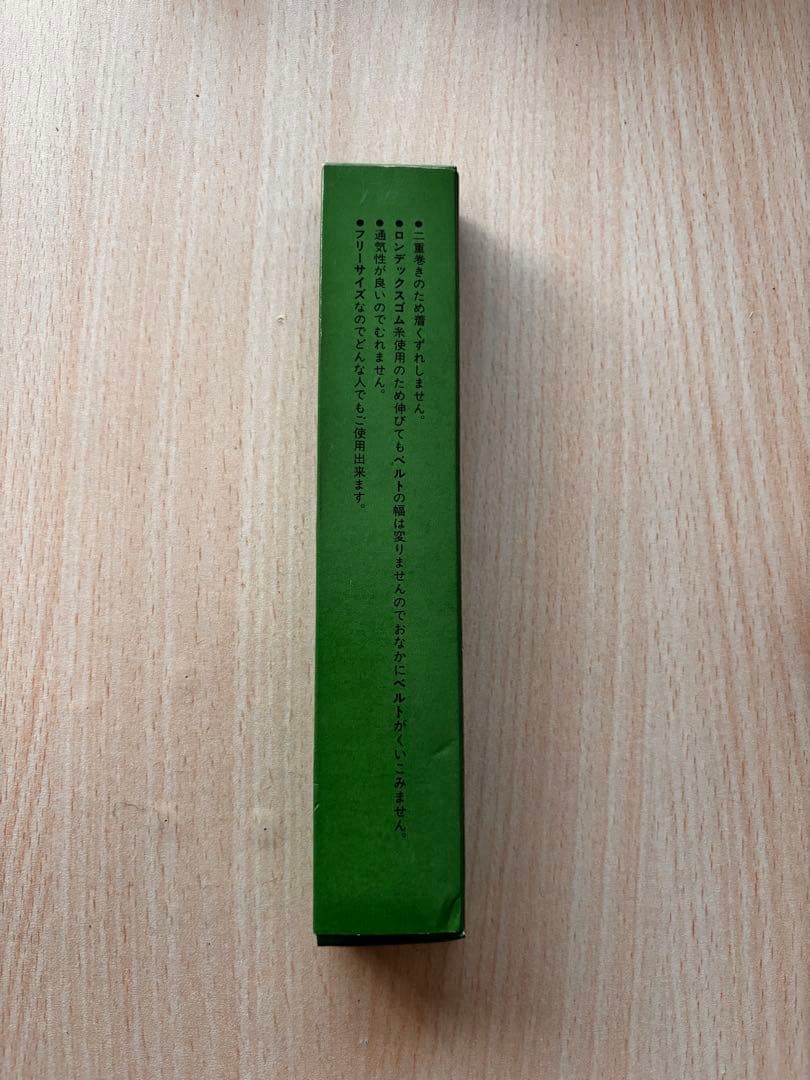 ●二重巻きのため着くずれしません。
●ロンデックスゴム糸使用のため伸びてもベルトの幅は変りませんのでおなかにベルトがくいこみません。
●通気性が良いのでむれません。
●フリーサイズなのでどんな人でもご使用出来ます。